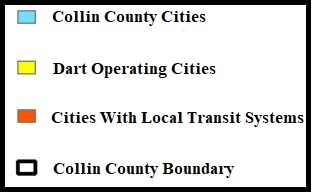 Collin County Cities
Dart Operating Cities
Cities With Local Transit Systems
Collin County Boundary